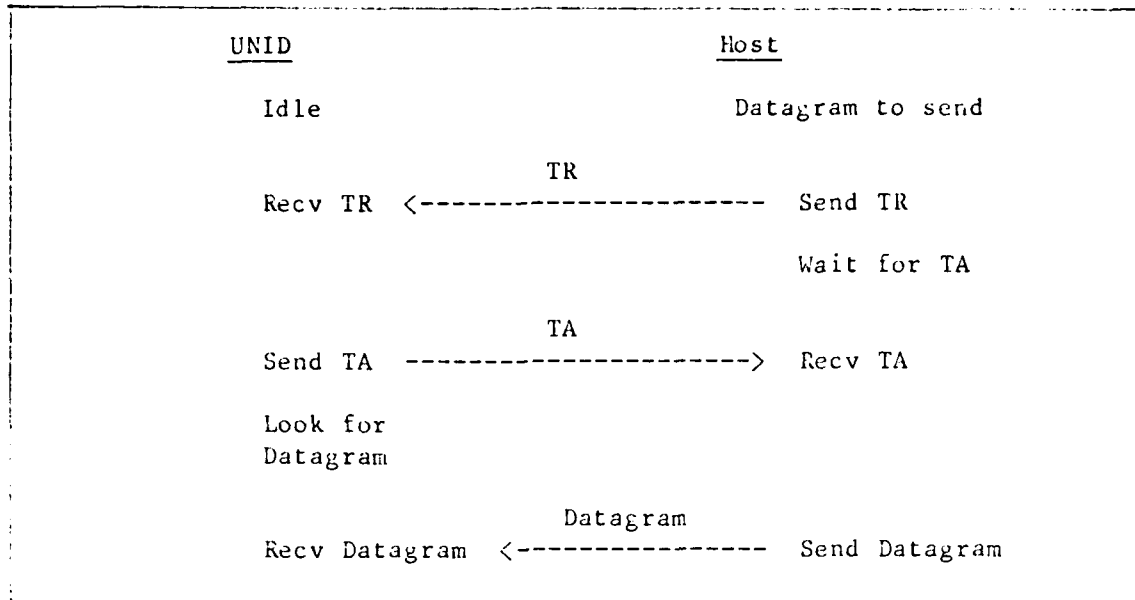 UNID Host
Idle Datagram to send
TR
Recv TR <---------------------- Send TR
Wait for TA
TA
Send TA ----------------------> Recv TA
Look for
Datagram
Datagram
Recv Datagram <--------------- Send Datagram